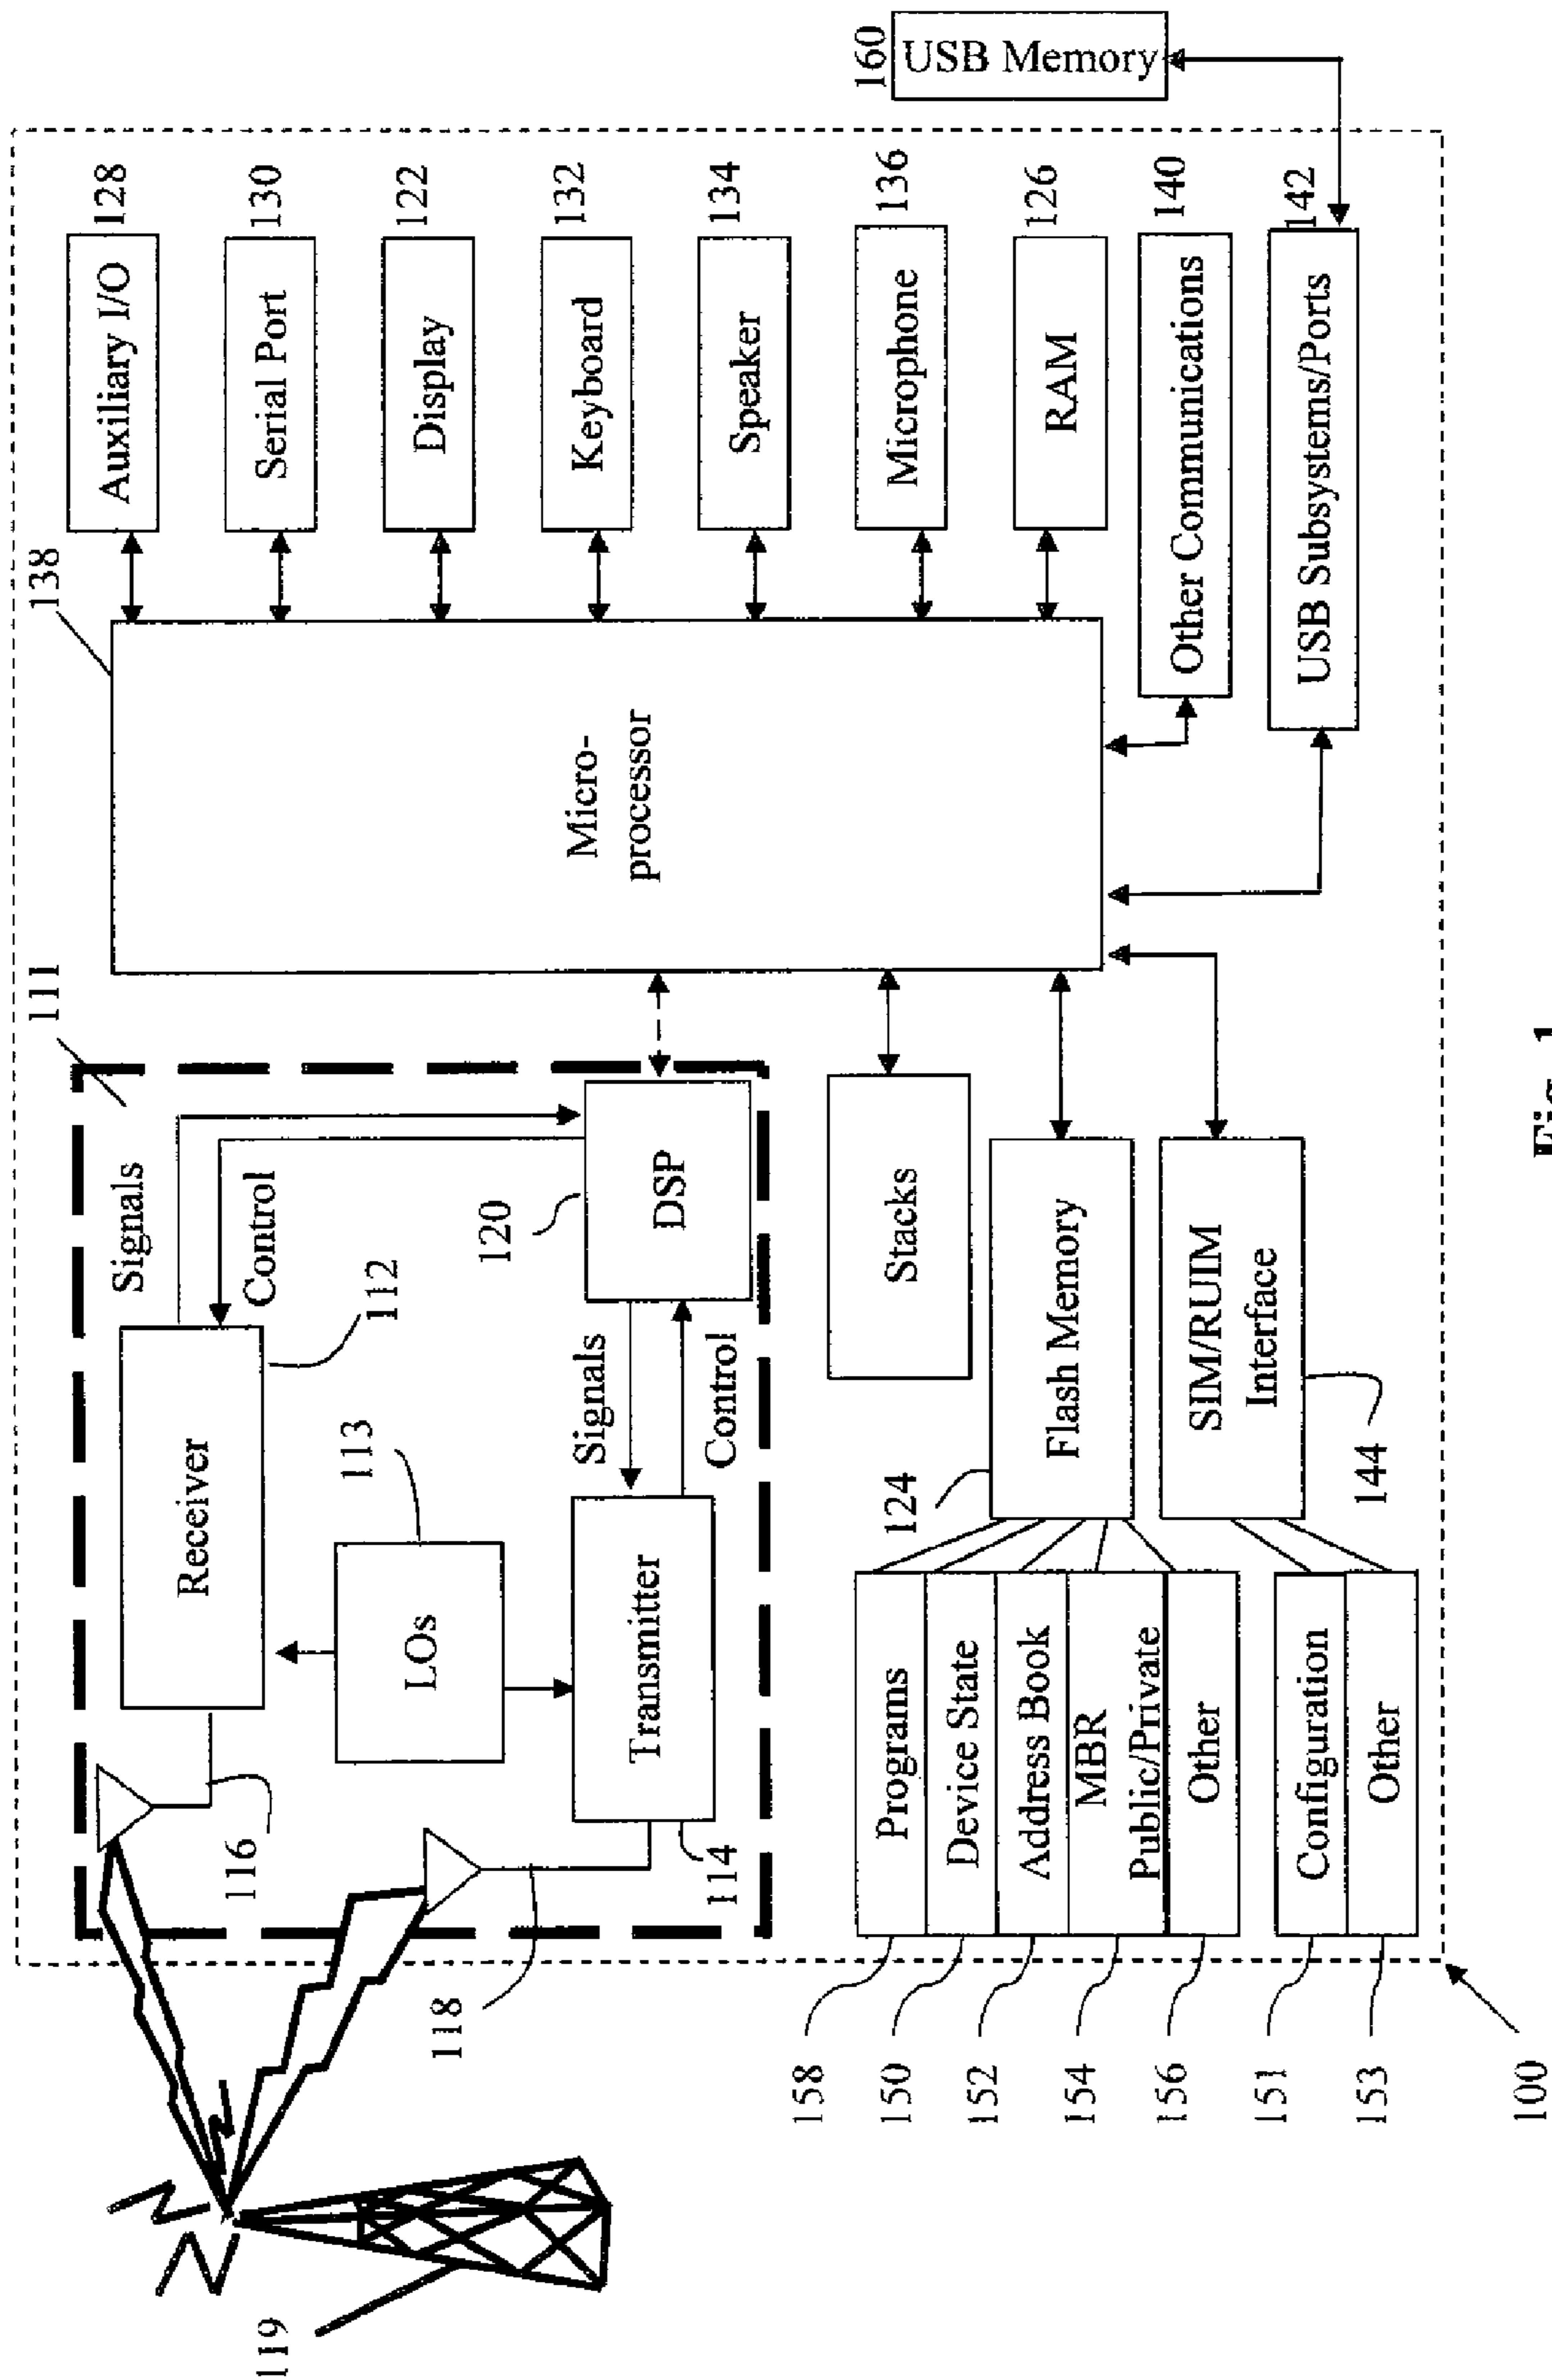 138
Auxiliary I/O
128
Serial Port
130
Display
122
Keyboard
132
Speaker
134
Microphone
136
RAM
126
Other Communications
140
USB Subsystems/Ports
142
160
USB Memory
Micro-
processor
111
Signals
Control
Receiver
112
116
LOs
113
120
DSP
Signals
Control
Transmitter
114
118
119
Stacks
Flash Memory
124
SIM/RUIM
Interface
144
Programs
158
Device State
150
Address Book
152
MBR
Public/Private
154
Other
156
Configuration
151
Other
153
100
Fig. 1